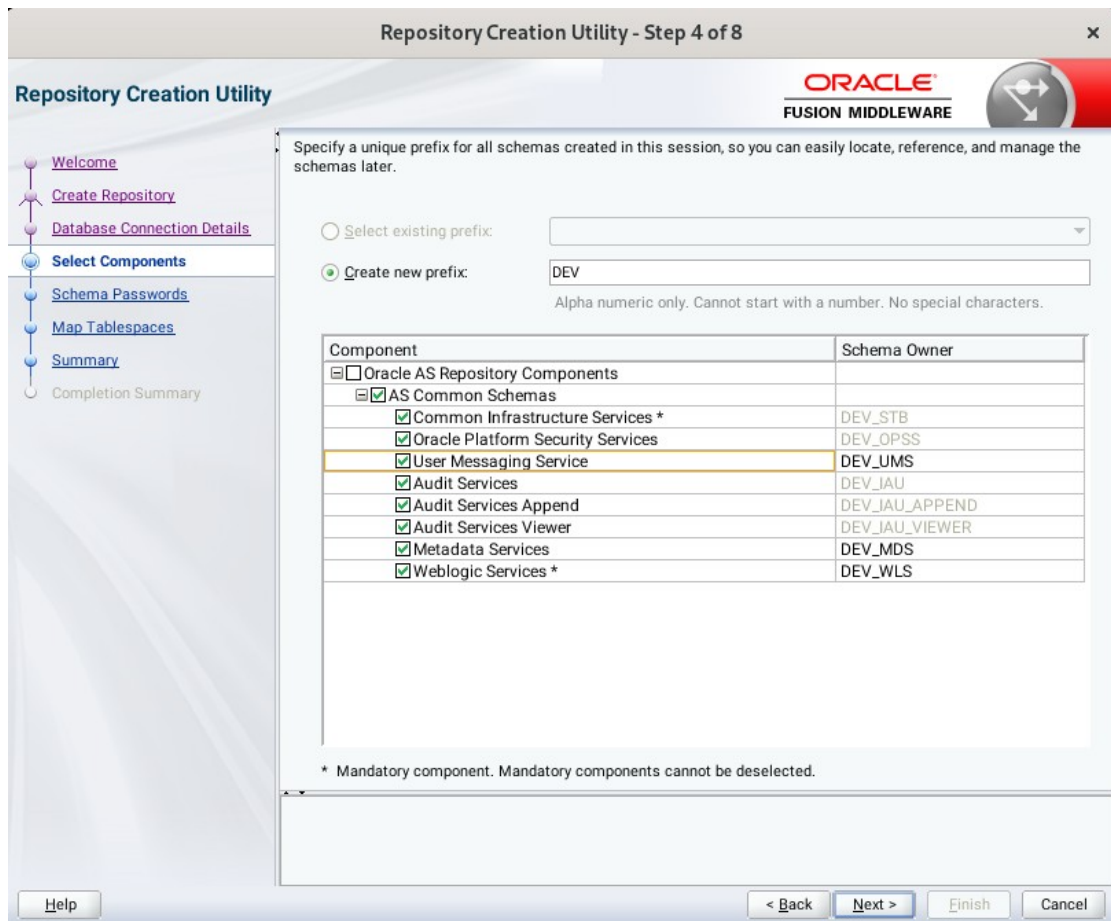 Repository Creation Utility - Step 4 of 8
×
Repository Creation Utility
ORACLE
FUSION MIDDLEWARE
Welcome
Create Repository
Database Connection Details
Select Components
Schema Passwords
Map Tablespaces
Summary
Completion Summary
Specify a unique prefix for all schemas created in this session, so you can easily locate, reference, and manage the
schemas later.
Select existing prefix:
Create new prefix: DEV
Alpha numeric only. Cannot start with a number. No special characters.
Component Schema Owner
Oracle AS Repository Components
AS Common Schemas
Common Infrastructure Services * DEV_STB
Oracle Platform Security Services DEV_OPSS
User Messaging Service DEV_UMS
Audit Services DEV_IAU
Audit Services Append DEV_IAU_APPEND
Audit Services Viewer DEV_IAU_VIEWER
Metadata Services DEV_MDS
Weblogic Services * DEV_WLS
* Mandatory component. Mandatory components cannot be deselected.
Help < Back Next > Finish Cancel